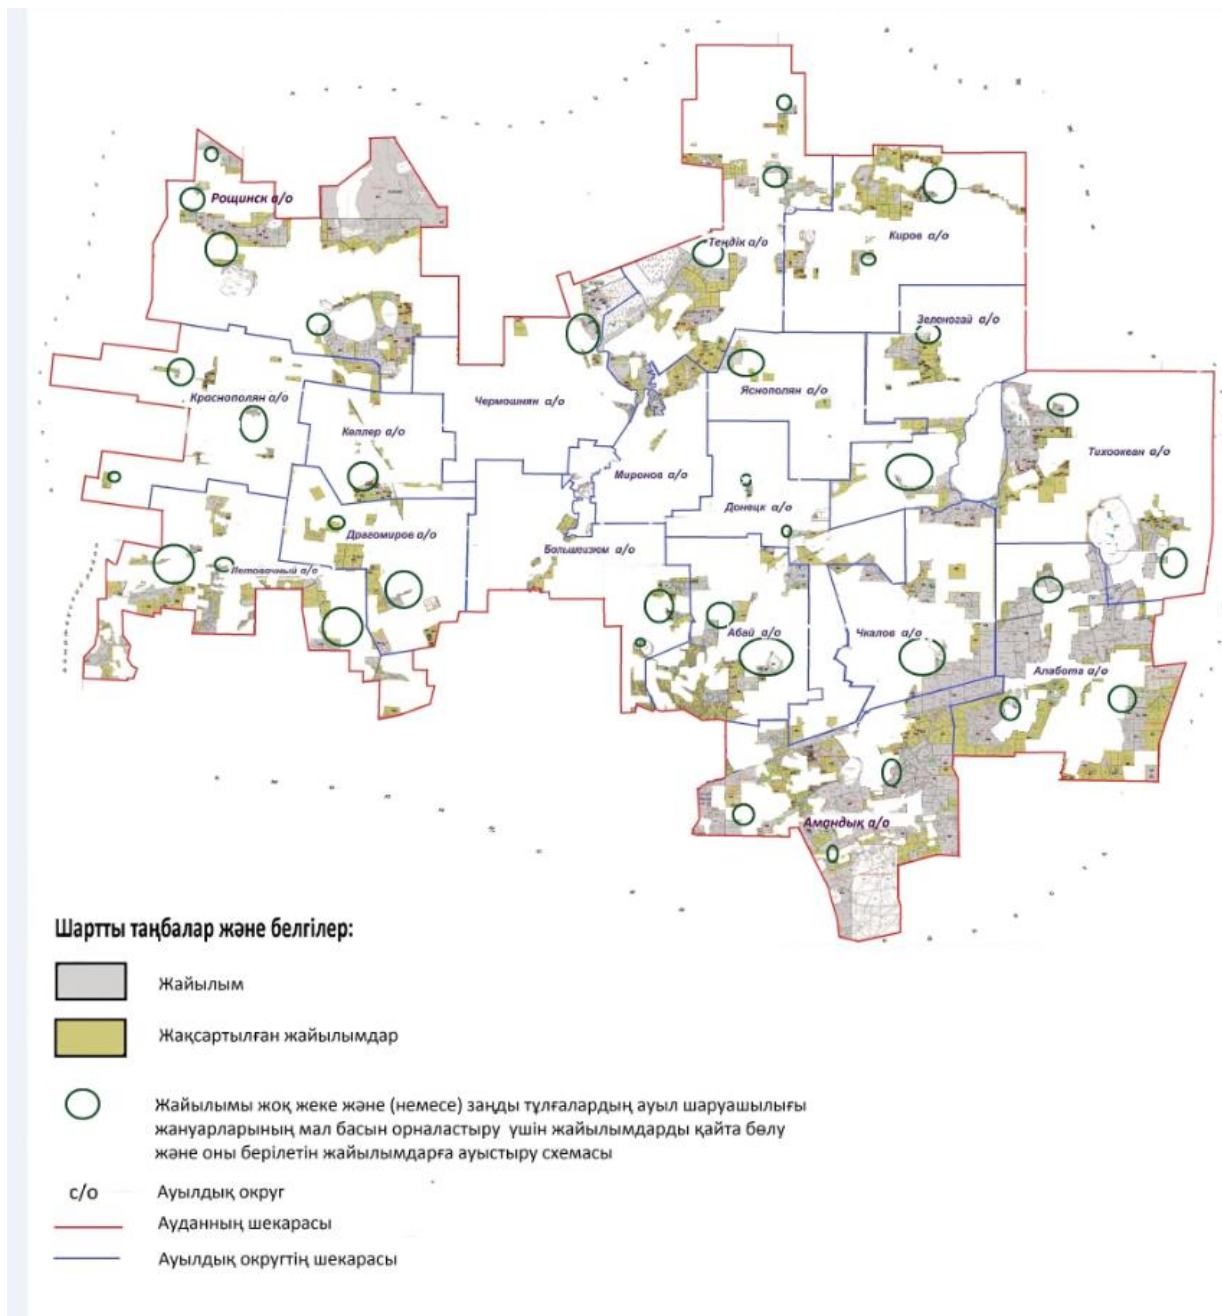 Рощинск а/о
Теңдік а/о
Киров а/о
Зеленогай а/о
Яснополян а/о
Краснополян а/о
Чермошнян а/о
Келлер а/о
Тихоокеан а/о
Миронов а/о
Донецк а/о
Драгомиров а/о
Большеизюм а/о
Летовочный а/о
Абай а/о
Чкалов а/о
Алабота а/о
Амандық а/о
Шартты таңбалар және белгілер:
Жайылым
Жақсартылған жайылымдар
Жайылымы жоқ жеке және (немесе) заңды тұлғалардың ауыл шаруашылығы
жануарларының мал басын орналастыру үшін жайылымдарды қайта бөлу
және оны берілетін жайылымдарға ауыстыру схемасы
с/о Ауылдық округ
Ауданның шекарасы
Ауылдық округтің шекарасы